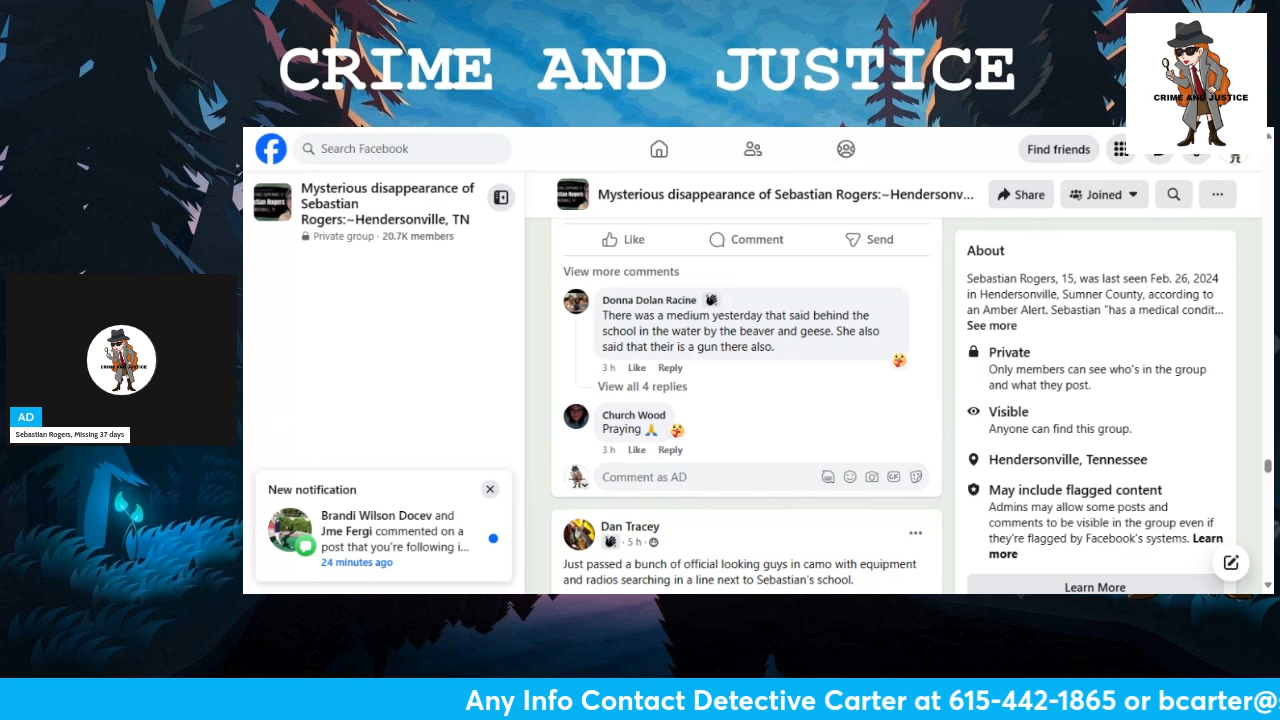 CRIME AND JUSTICE
CRIME AND JUSTICE
Search Facebook
Find friends
Mysterious disappearance of
Sebastian
Rogers:~Hendersonville, TN
Private group · 20.7K members
Mysterious disappearance of Sebastian Rogers:~Hendersonv...
Share
Joined
Like
Comment
Send
View more comments
Donna Dolan Racine
There was a medium yesterday that said behind the
school in the water by the beaver and geese. She also
said that their is a gun there also.
3 h Like Reply
View all 4 replies
Church Wood
Praying 🙏
3 h Like Reply
Comment as AD
GIF
Dan Tracey
· 5 h ·
Just passed a bunch of official looking guys in camo with equipment
and radios searching in a line next to Sebastian's school.
About
Sebastian Rogers, 15, was last seen Feb. 26, 2024
in Hendersonville, Sumner County, according to
an Amber Alert. Sebastian "has a medical condit...
See more
Private
Only members can see who's in the group
and what they post.
Visible
Anyone can find this group.
Hendersonville, Tennessee
May include flagged content
Admins may allow some posts and
comments to be visible in the group even if
they're flagged by Facebook's systems. Learn
more
Learn More
New notification
Brandi Wilson Docev and
Jme Fergi commented on a
post that you're following i...
24 minutes ago
CRIME AND JUSTICE
AD
Sebastian Rogers, Missing 37 days
Any Info Contact Detective Carter at 615-442-1865 or bcarter@